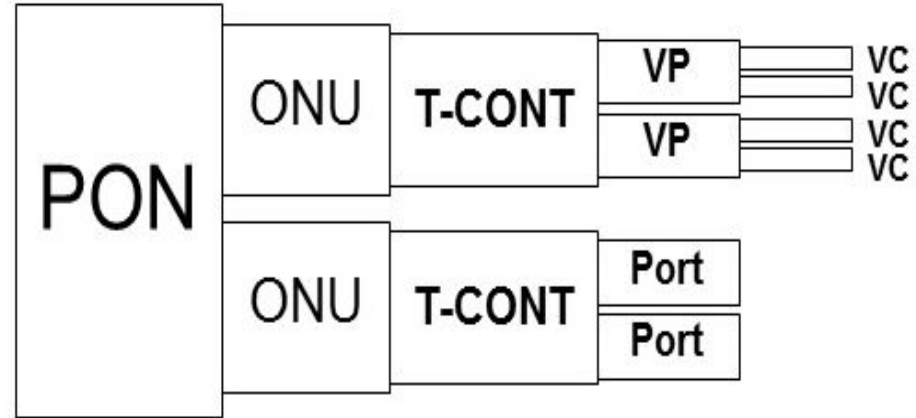 PON
ONU
T-CONT
VP
VC
VC
VP
VC
VC
ONU
T-CONT
Port
Port